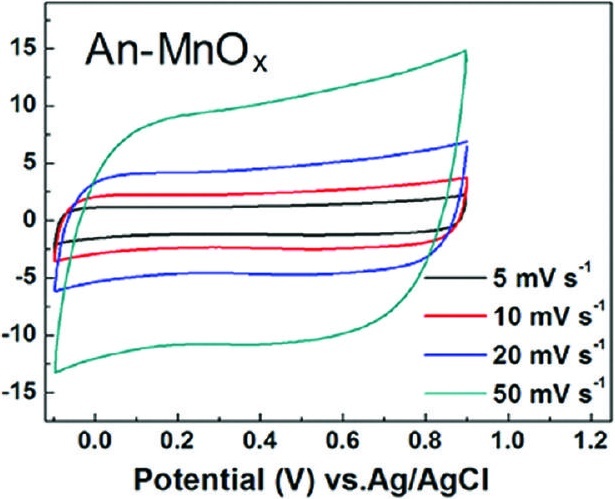 An-MnOx
15
10
5
0
-5
-10
-15
5 mV s-1
10 mV s-1
20 mV s-1
50 mV s-1
0.0 0.2 0.4 0.6 0.8 1.0 1.2
Potential (V) vs.Ag/AgCl